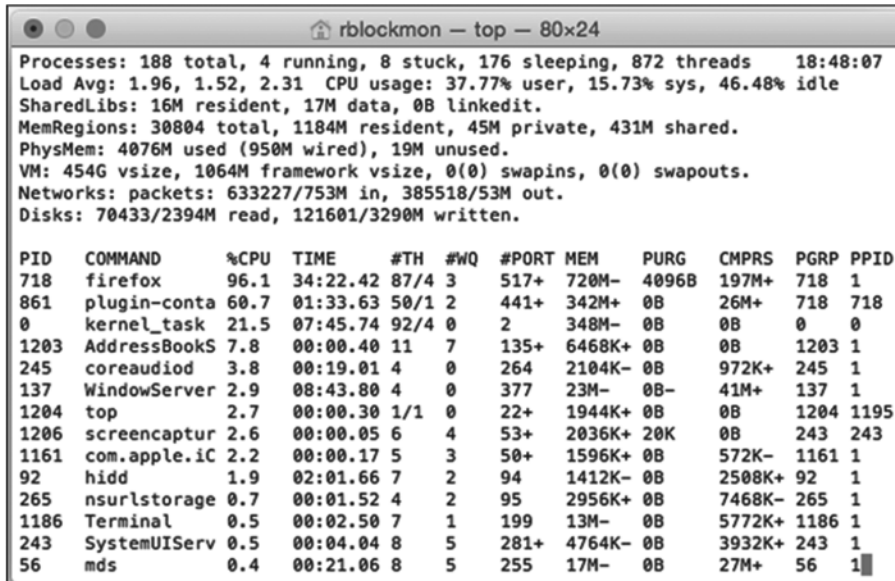 rblockmon — top — 80×24
Processes: 188 total, 4 running, 8 stuck, 176 sleeping, 872 threads 18:48:07
Load Avg: 1.96, 1.52, 2.31 CPU usage: 37.77% user, 15.73% sys, 46.48% idle
SharedLibs: 16M resident, 17M data, 0B linkedit.
MemRegions: 30804 total, 1184M resident, 45M private, 431M shared.
PhysMem: 4076M used (950M wired), 19M unused.
VM: 454G vsize, 1064M framework vsize, 0(0) swapins, 0(0) swapouts.
Networks: packets: 633227/753M in, 385518/53M out.
Disks: 70433/2394M read, 121601/3290M written.
PID COMMAND %CPU TIME #TH #WQ #PORT MEM PURG CMPRS PGRP PPID
718 firefox 96.1 34:22.42 87/4 3 517+ 720M- 4096B 197M+ 718 1
861 plugin-conta 60.7 01:33.63 50/1 2 441+ 342M+ 0B 26M+ 718 718
0 kernel_task 21.5 07:45.74 92/4 0 2 348M- 0B 0B 0 0
1203 AddressBookS 7.8 00:00.40 11 7 135+ 6468K+ 0B 0B 1203 1
245 coreaudiod 3.8 00:19.01 4 0 264 2104K- 0B 972K+ 245 1
137 WindowServer 2.9 08:43.80 4 0 377 23M- 0B- 41M+ 137 1
1204 top 2.7 00:00.30 1/1 0 22+ 1944K+ 0B 0B 1204 1195
1206 screencaptur 2.6 00:00.05 6 4 53+ 2036K+ 20K 0B 243 243
1161 com.apple.iC 2.2 00:00.17 5 3 50+ 1596K+ 0B 572K- 1161 1
92 hidd 1.9 02:01.66 7 2 94 1412K- 0B 2508K+ 92 1
265 nsurlstorage 0.7 00:01.52 4 2 95 2956K+ 0B 7468K- 265 1
1186 Terminal 0.5 00:02.50 7 1 199 13M- 0B 5772K+ 1186 1
243 SystemUIServ 0.5 00:04.04 8 5 281+ 4764K- 0B 3932K+ 243 1
56 mds 0.4 00:21.06 8 5 255 17M- 0B 27M+ 56 1